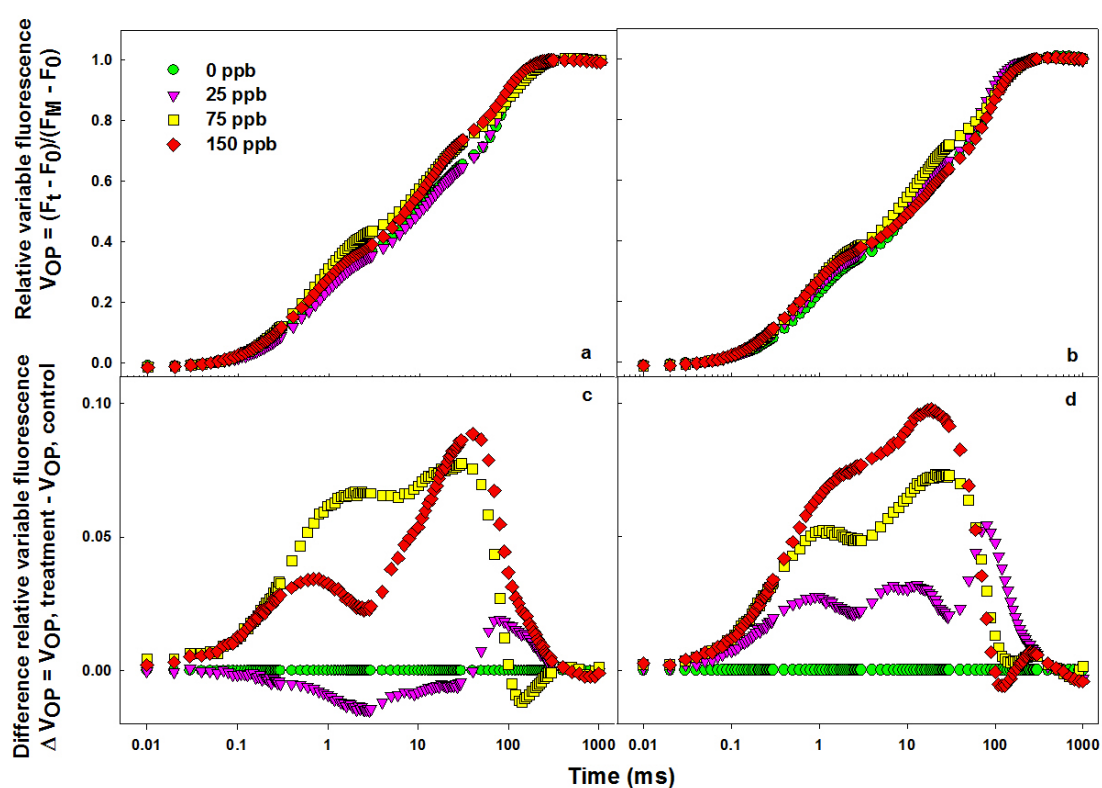 Relative variable fluorescence
VOP = (Ft - F0)/(FM - F0)
1.0
0.8
0.6
0.4
0.2
0.0
0 ppb
25 ppb
75 ppb
150 ppb
a
b
Difference relative variable fluorescence
Δ VOP = VOP, treatment - VOP, control
0.10
0.05
0.00
c
d
0.01 0.1 1 10 100 1000
0.01 0.1 1 10 100 1000
Time (ms)